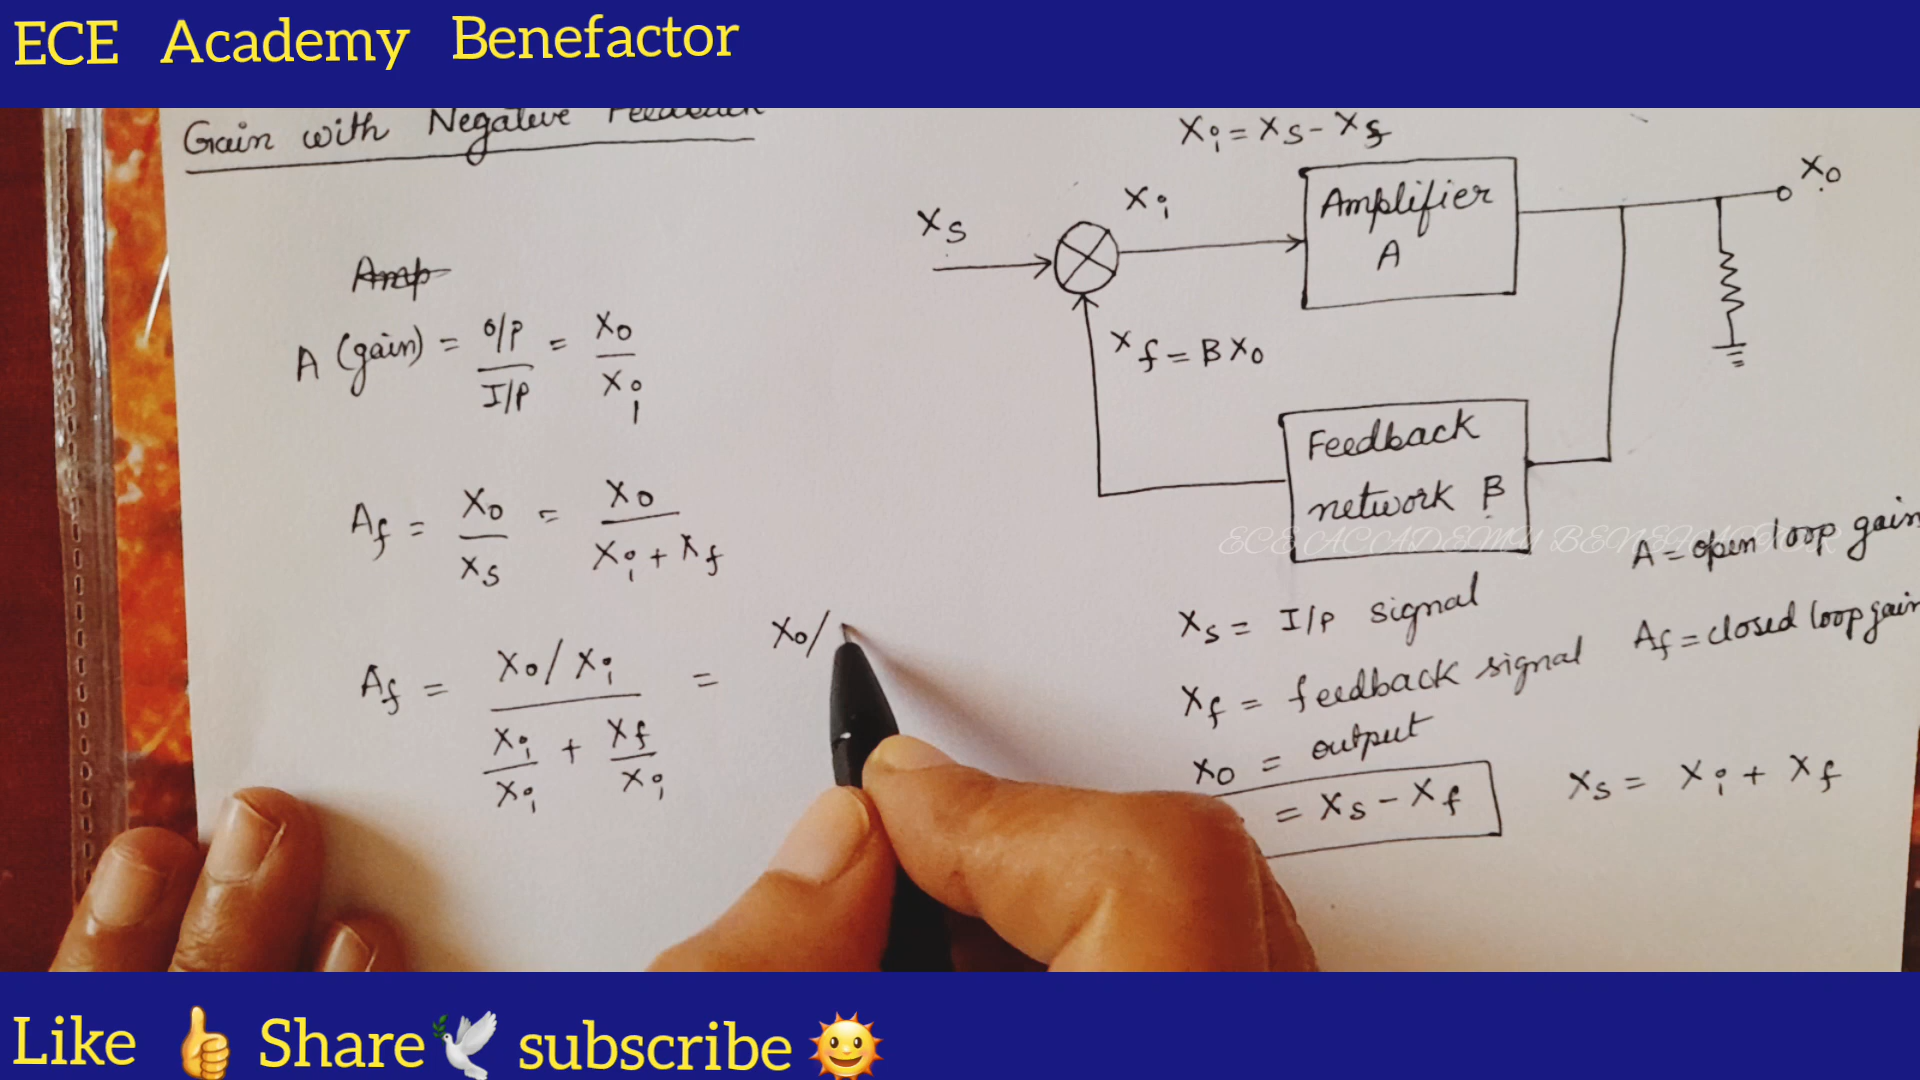 ECE Academy Benefactor
Gain with Negative Feedback
Amp
A (gain) = O/P / I/P = Xo / Xi
Af = Xo / Xs = Xo / Xi + Xf
Af = Xo / Xi / Xi / Xi + Xf / Xi = Xo /
Xi = Xs - Xf
Xs
Xi
Amplifier
A
Xo
Xf = βXo
Feedback
network β
ECE ACCADEMY BENEFACTOR
A = open loop gain
Af = closed loop gain
Xs = I/P signal
Xf = feedback signal
Xo = output
= Xs - Xf
Xs = Xi + Xf
Like 👍 Share 🕊 subscribe 🌞